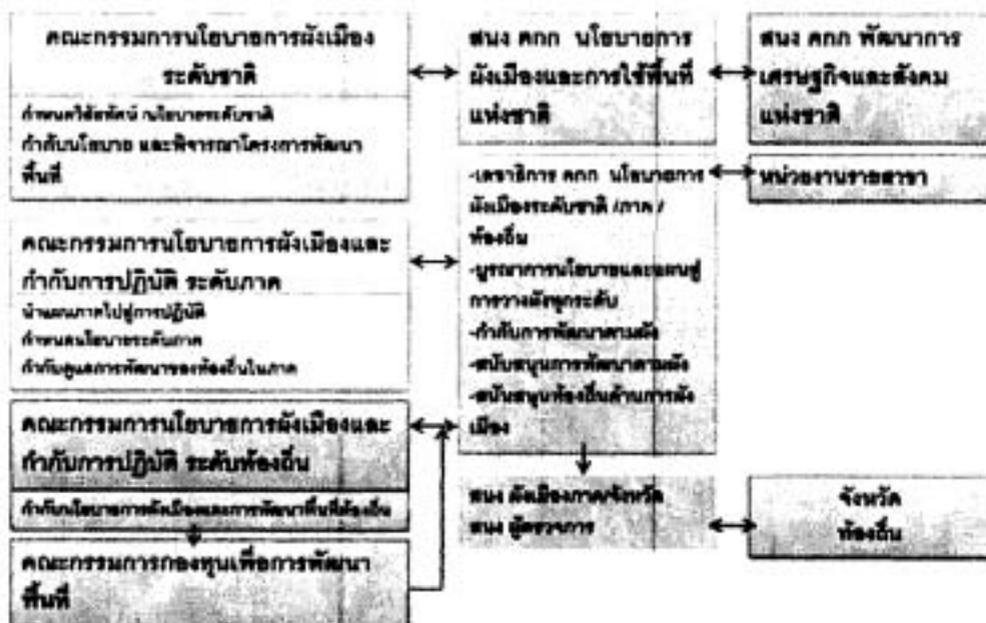 คณะกรรมการนโยบายการผังเมือง
ระดับชาติ
กำหนดวิสัยทัศน์ นโยบายระดับชาติ
กำกับนโยบาย และพิจารณาโครงการพัฒนา
พื้นที่
คณะกรรมการนโยบายการผังเมืองและ
กำกับการปฏิบัติ ระดับภาค
นำแผนภาคไปสู่การปฏิบัติ
กำหนดนโยบายระดับภาค
กำกับดูแลการพัฒนาของท้องถิ่นในภาค
คณะกรรมการนโยบายการผังเมืองและ
กำกับการปฏิบัติ ระดับท้องถิ่น
กำกับนโยบายการผังเมืองและการพัฒนาพื้นที่ท้องถิ่น
คณะกรรมการกองทุนเพื่อการพัฒนา
พื้นที่
สนง คกก นโยบายการ
ผังเมืองและการใช้พื้นที่
แห่งชาติ
-เลขาธิการ คกก นโยบายการ
ผังเมืองระดับชาติ /ภาค /
ท้องถิ่น
-บูรณาการนโยบายและแผนสู่
การวางผังทุกระดับ
-กำกับการพัฒนาตามผัง
-สนับสนุนการพัฒนาตามผัง
-สนับสนุนท้องถิ่นด้านการผัง
เมือง
สนง ผังเมืองภาค/จังหวัด
สนง ผู้ตรวจการ
สนง คกก พัฒนาการ
เศรษฐกิจและสังคม
แห่งชาติ
หน่วยงานรายสาขา
จังหวัด
ท้องถิ่น